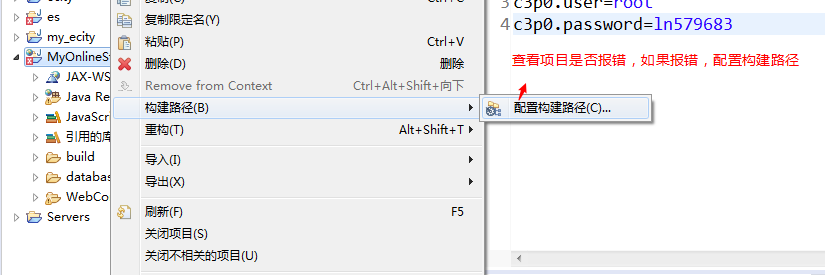 es
my_ecity
MyOnlineSt
JAX-WS
Java Re
JavaScr
引用的库
build
databas
WebCo
Servers
复制限定名(Y)
粘贴(P) Ctrl+V
删除(D) 删除
Remove from Context Ctrl+Alt+Shift+向下
构建路径(B)
重构(T) Alt+Shift+T
导入(I)
导出(X)
刷新(F) F5
关闭项目(S)
关闭不相关的项目(U)
配置构建路径(C)...
3 c3p0.user=root
4 c3p0.password=ln579683
查看项目是否报错，如果报错，配置构建路径